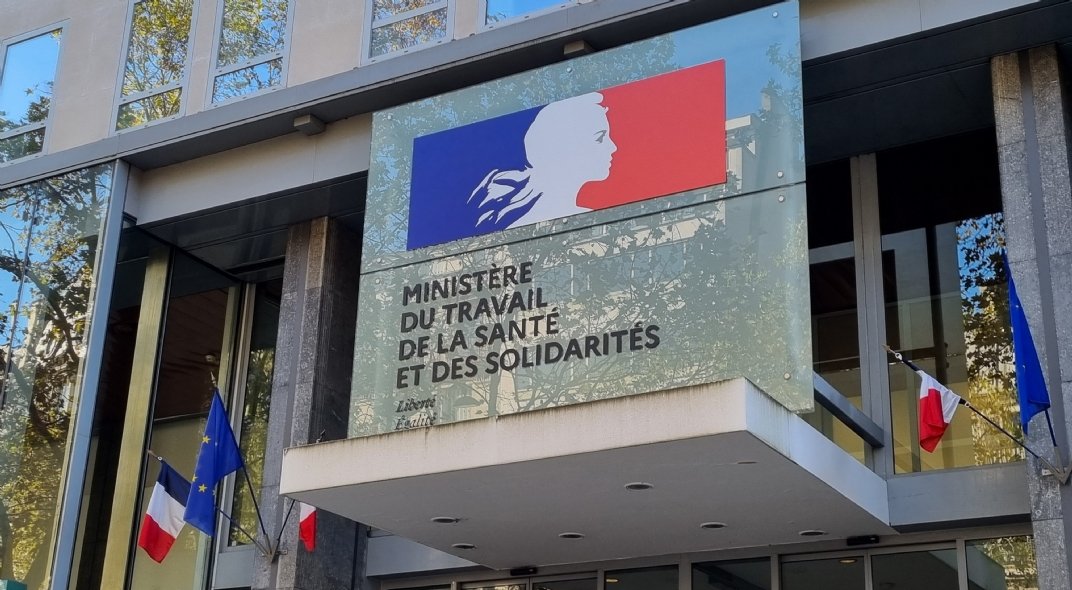 MINISTÈRE
DU TRAVAIL
DE LA SANTÉ
ET DES SOLIDARITÉS
Liberté
Égalité